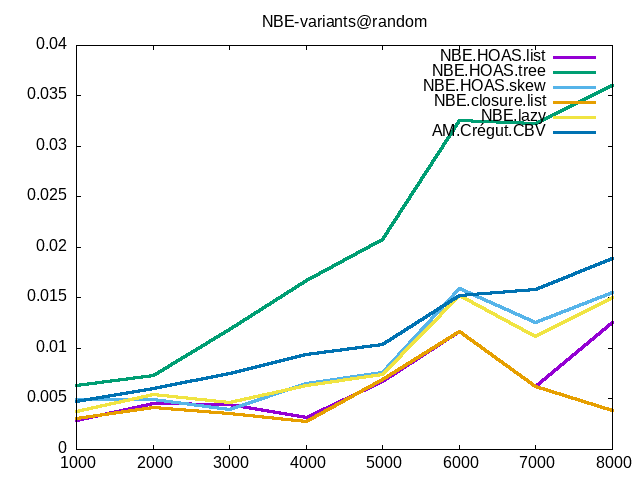 NBE-variants@random
0.04
0.035
0.03
0.025
0.02
0.015
0.01
0.005
0
1000 2000 3000 4000 5000 6000 7000 8000
NBE.HOAS.list
NBE.HOAS.tree
NBE.HOAS.skew
NBE.closure.list
NBE.lazy
AM.Crégut.CBV